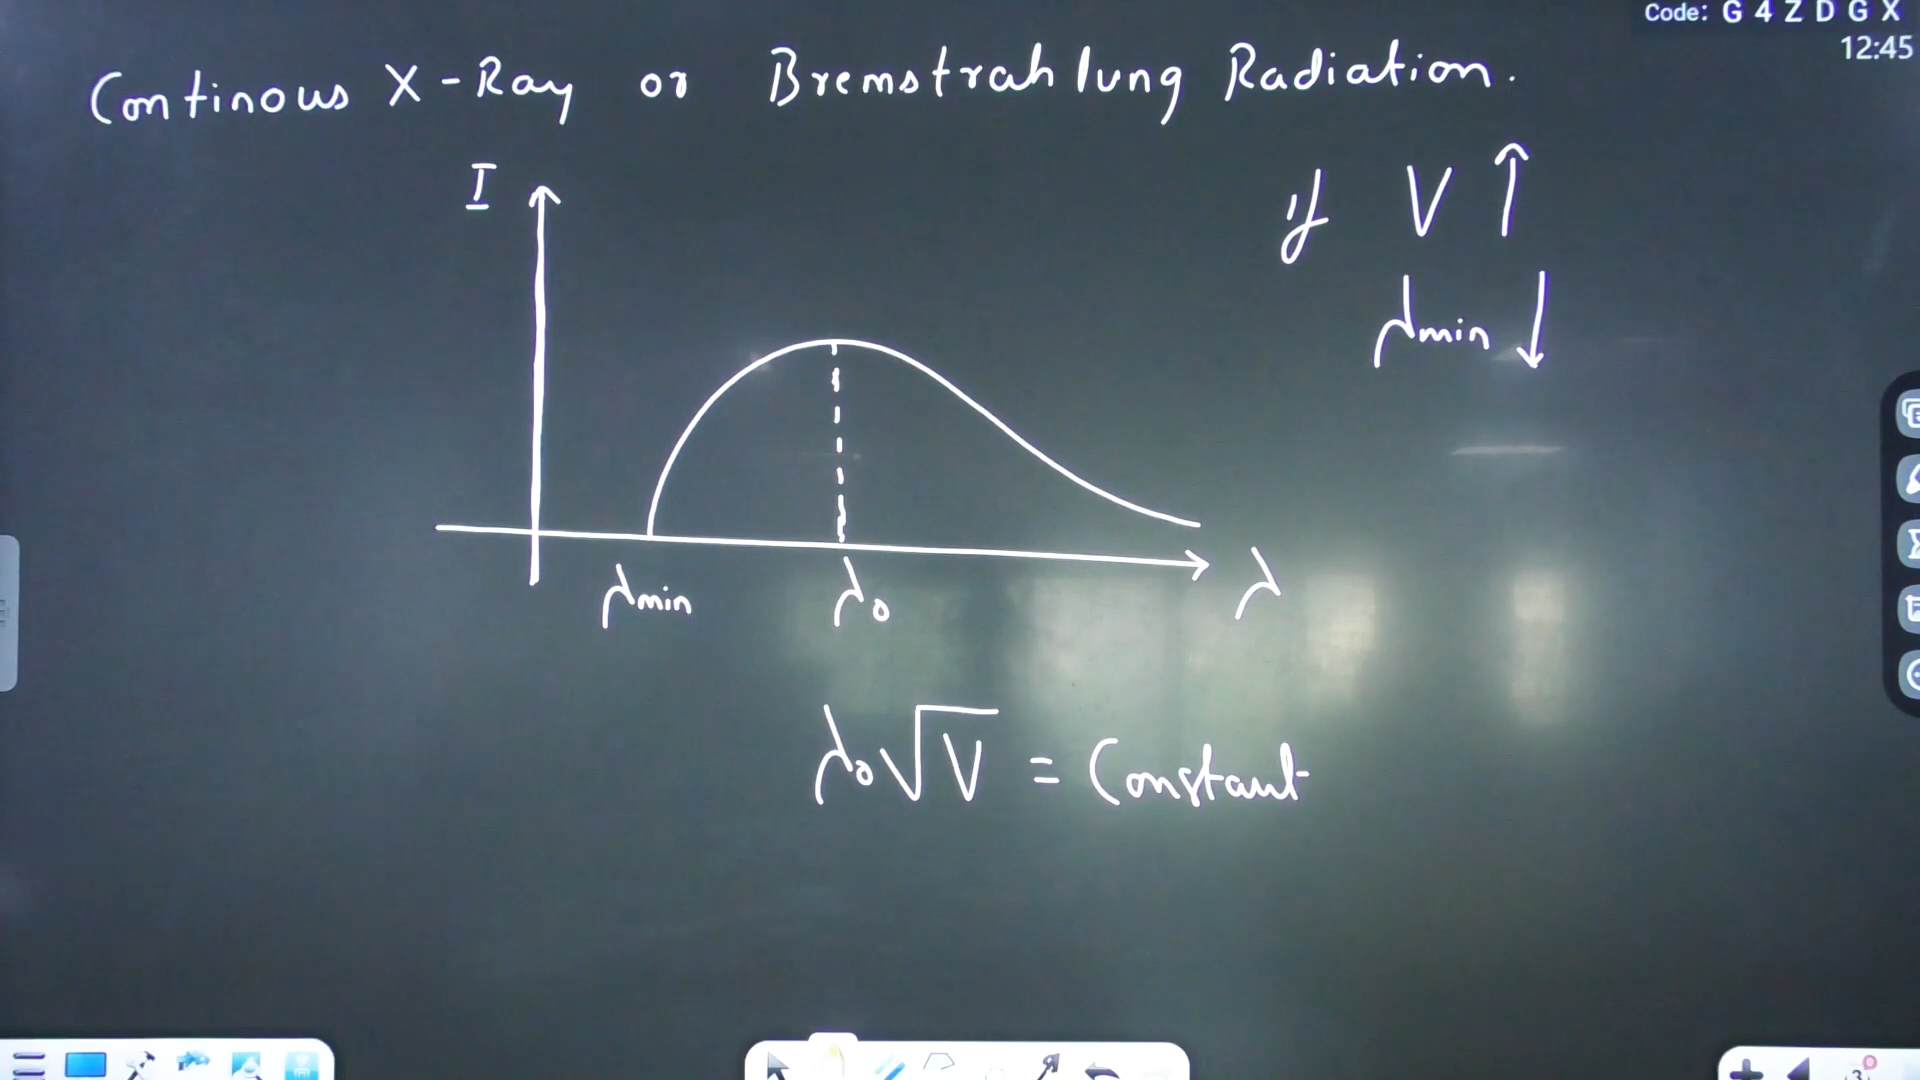 Code: G 4 Z D G X
12:45
Continous X-Ray or Bremstrahlung Radiation.
I
if V ↑
λmin ↓
λmin λ₀ λ
λ₀√V = Constant